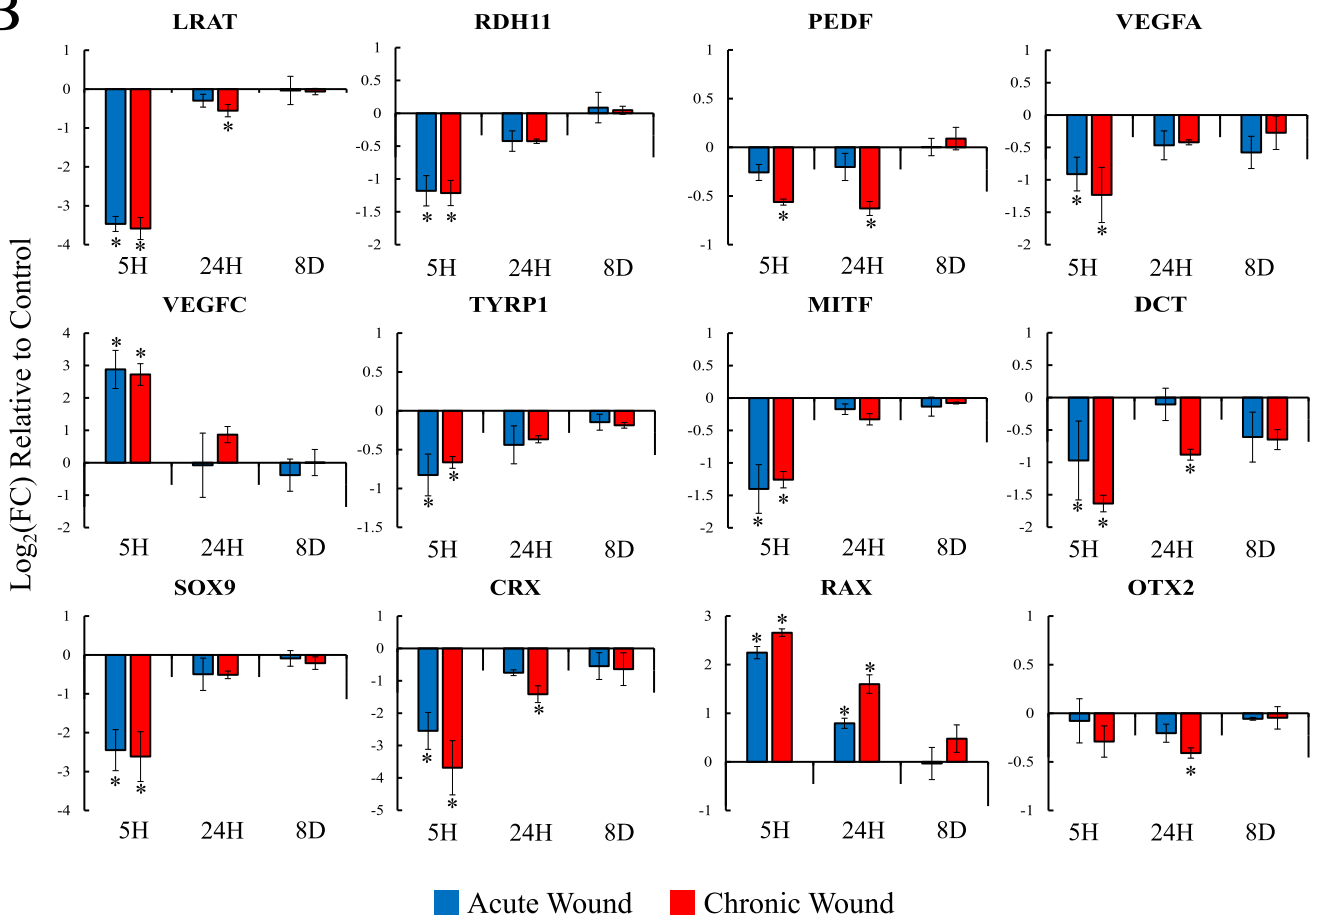 B
LRAT RDH11 PEDF VEGFA
1 0 -1 -2 -3 -4
1 0.5 0 -0.5 -1 -1.5 -2
1 0.5 0 -0.5 -1
1 0.5 0 -0.5 -1 -1.5 -2
* * *
* *
* *
* *
5H 24H 8D 5H 24H 8D 5H 24H 8D 5H 24H 8D
Log2(FC) Relative to Control
VEGFC TYRP1 MITF DCT
4 3 2 1 0 -1 -2
1 0.5 0 -0.5 -1 -1.5
1 0.5 0 -0.5 -1 -1.5 -2
1 0.5 0 -0.5 -1 -1.5 -2
* *
* *
* *
* * *
5H 24H 8D 5H 24H 8D 5H 24H 8D 5H 24H 8D
SOX9 CRX RAX OTX2
1 0 -1 -2 -3 -4
1 0 -1 -2 -3 -4 -5
3 2 1 0 -1
1 0.5 0 -0.5 -1
* *
* * *
* * * *
*
5H 24H 8D 5H 24H 8D 5H 24H 8D 5H 24H 8D
Acute Wound Chronic Wound